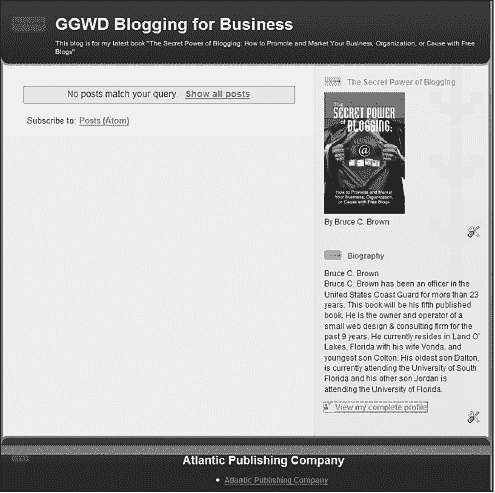 GGWD Blogging for Business
This blog is for my latest book "The Secret Power of Blogging: How to Promote and Market Your Business, Organization, or Cause with Free
Blogs"
No posts match your query. Show all posts
Subscribe to: Posts (Atom)
The Secret Power of Blogging
The
SECRET POWER
of BLOGGING:
@
How to Promote and Market
Your Business, Organization,
or Cause with Free Blogs
By Bruce C. Brown
Biography
Bruce C. Brown
Bruce C. Brown has been an officer in the
United States Coast Guard for more than 23
years. This book will be his fifth published
book. He is the owner and operator of a
small web design & consulting firm for the
past 9 years. He currently resides in Land O'
Lakes, Florida with his wife Vonda, and
youngest son Colton. His oldest son Dalton,
is currently attending the University of South
Florida and his other son Jordan is
attending the University of Florida.
View my complete profile
Atlantic Publishing Company
Atlantic Publishing Company